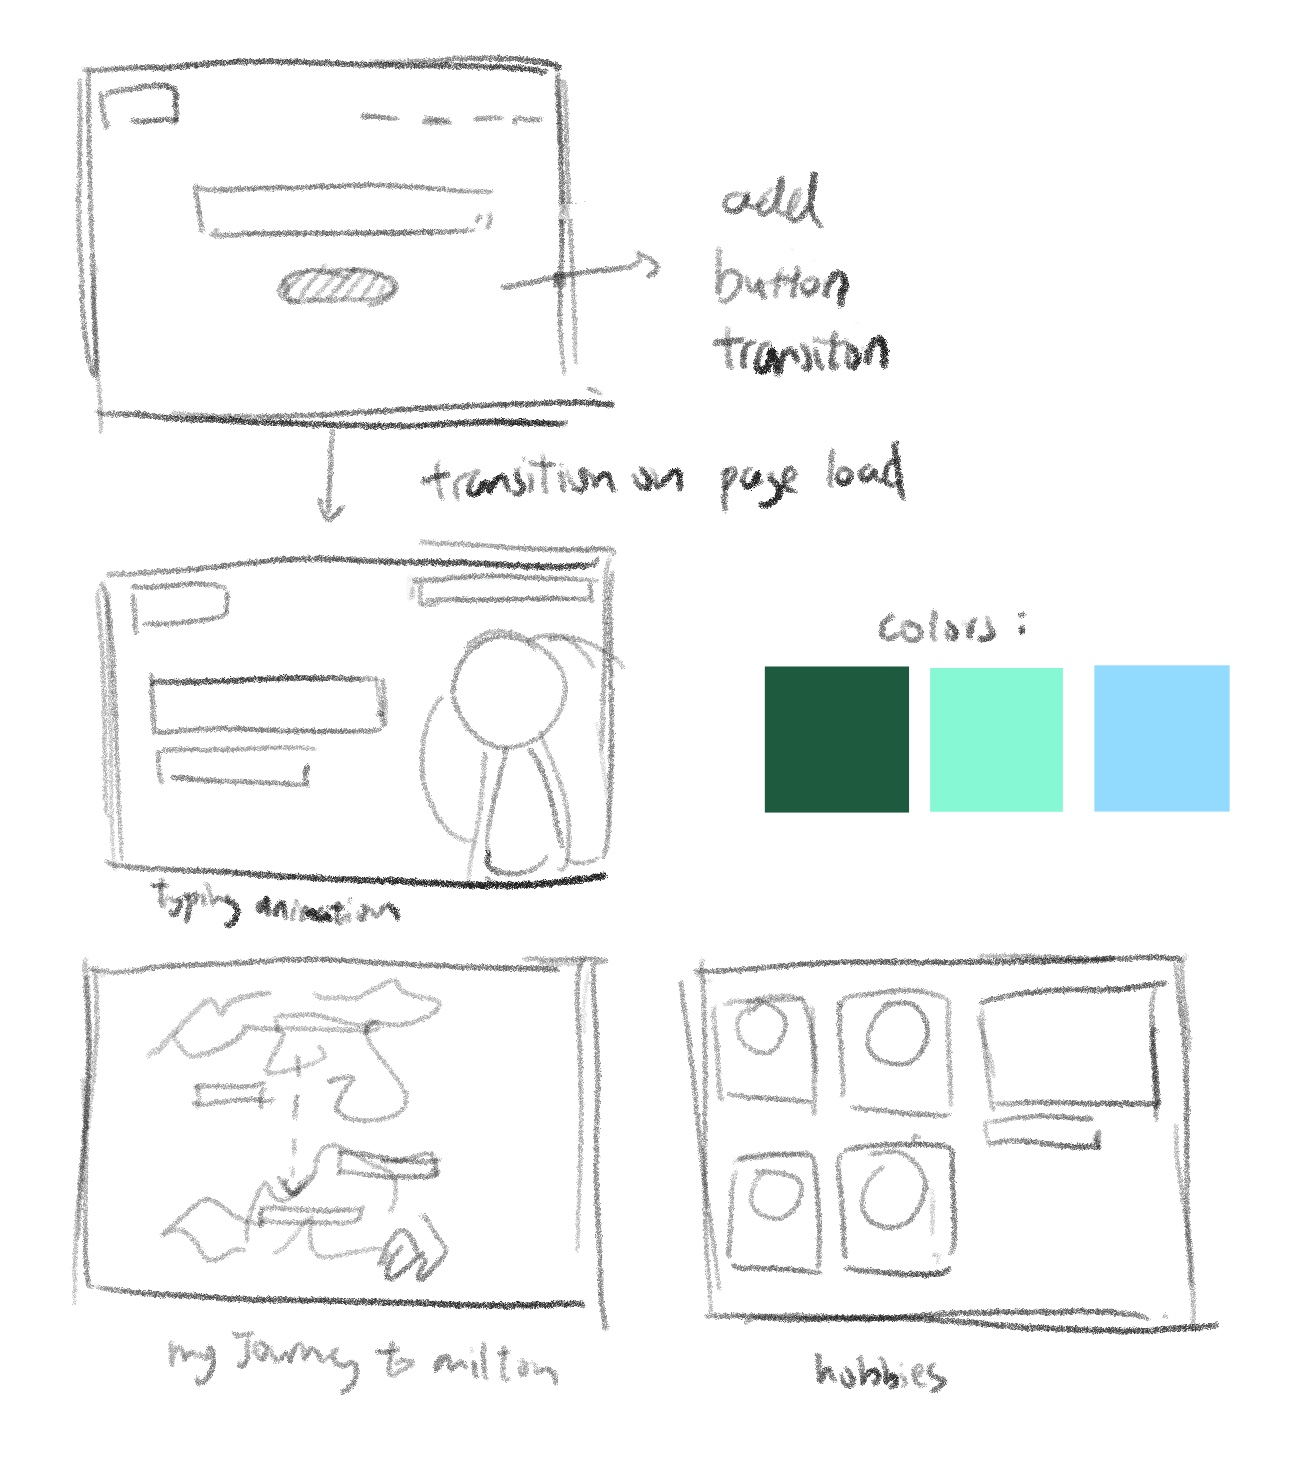 add
button
transiton
transition on page load
colors :
typing animation
my Journey to milton
hobbies